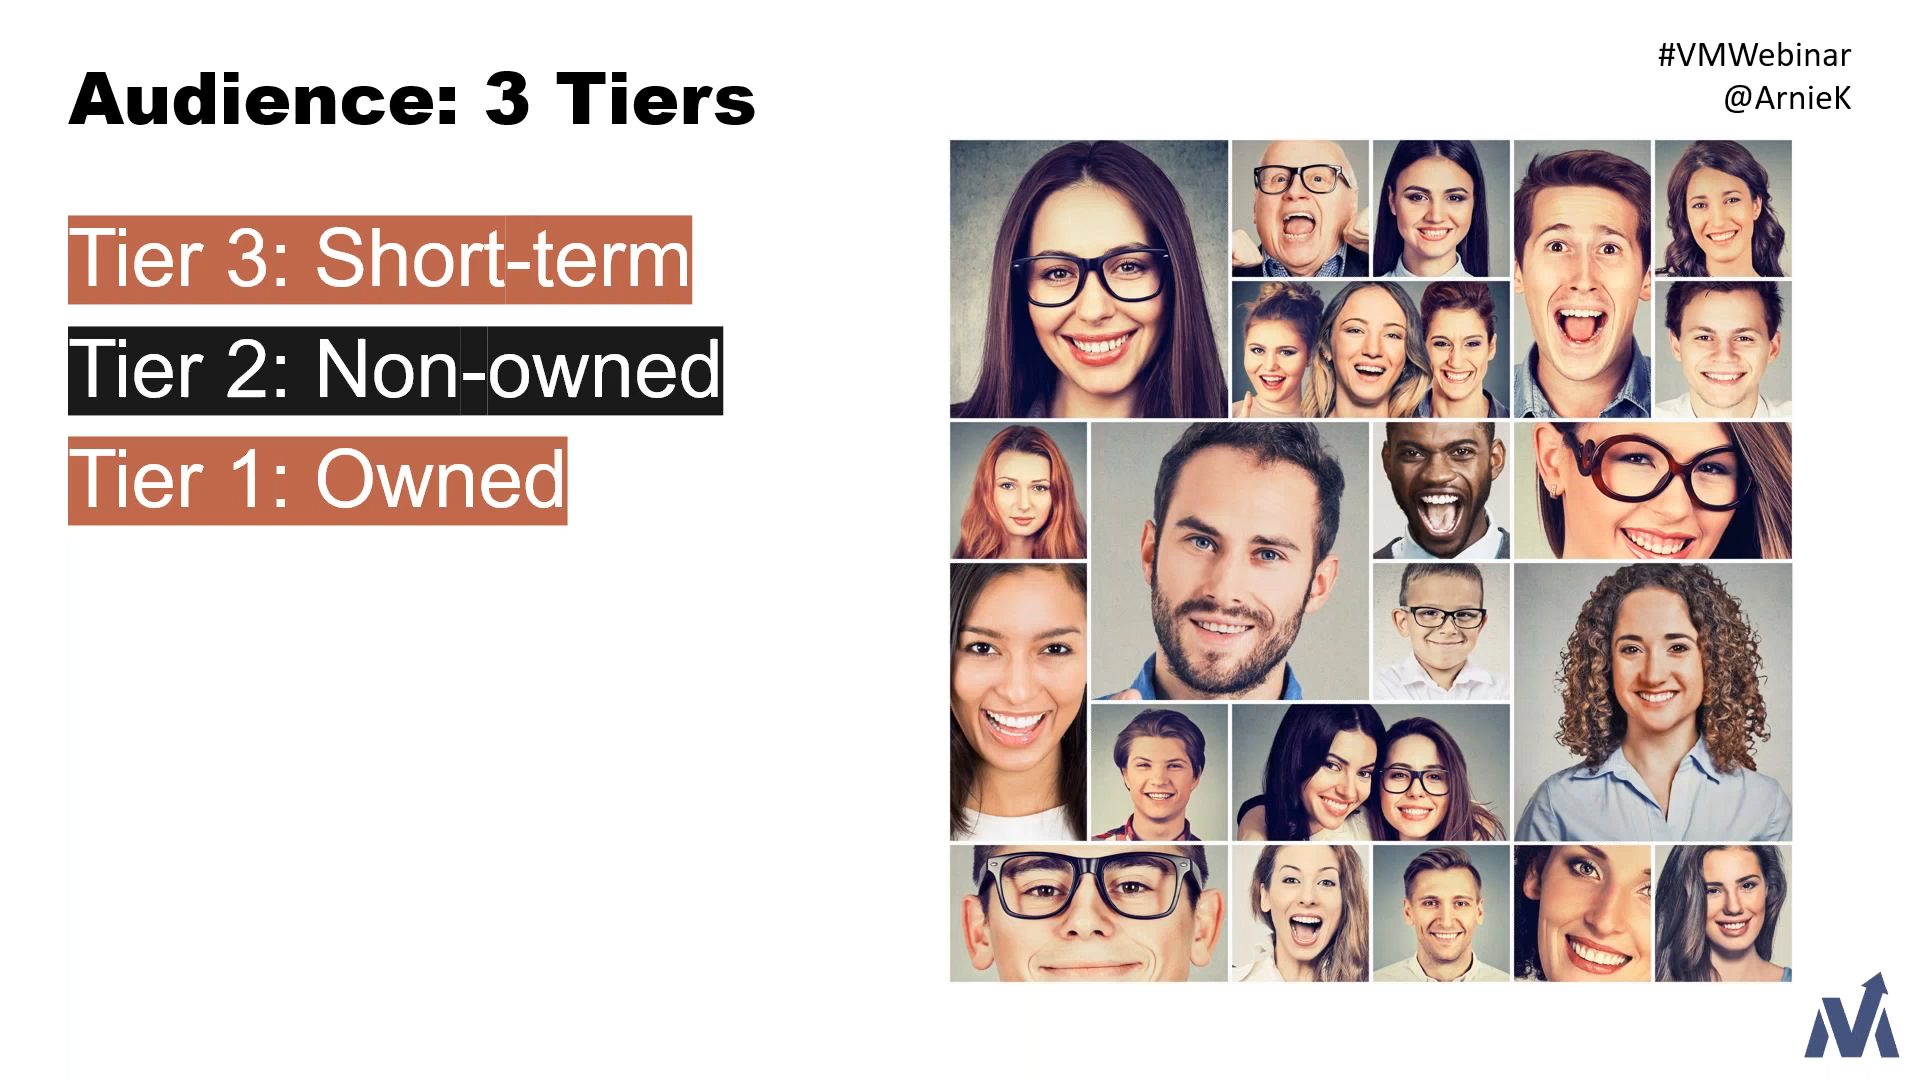 Audience: 3 Tiers
#VMWebinar
@ArnieK
Tier 3: Short-term
Tier 2: Non-owned
Tier 1: Owned